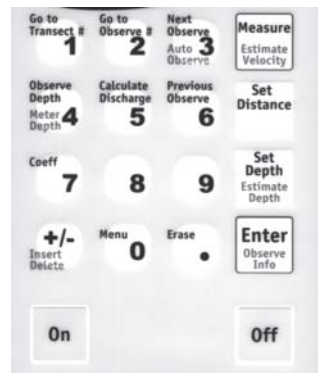 Go to
Transect #
1
Go to
Observe #
2
Next
Observe
Auto
Observe
3
Measure
Estimate
Velocity
Observe
Depth
Meter
Depth
4
Calculate
Discharge
5
Previous
Observe
6
Set
Distance
Coeff
7
8
9
Set
Depth
Estimate
Depth
+/-
Insert
Delete
Menu
0
Erase
.
Enter
Observe
Info
On
Off